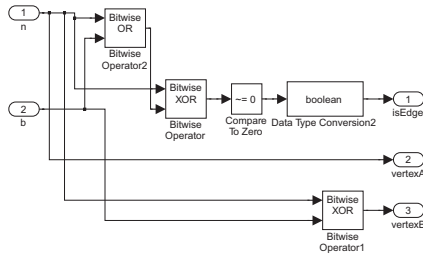 1
n
Bitwise
OR
Bitwise
Operator2
2
b
Bitwise
XOR
Bitwise
Operator
~= 0
Compare
To Zero
boolean
Data Type Conversion2
1
isEdge
2
vertexA
Bitwise
XOR
Bitwise
Operator1
3
vertexB